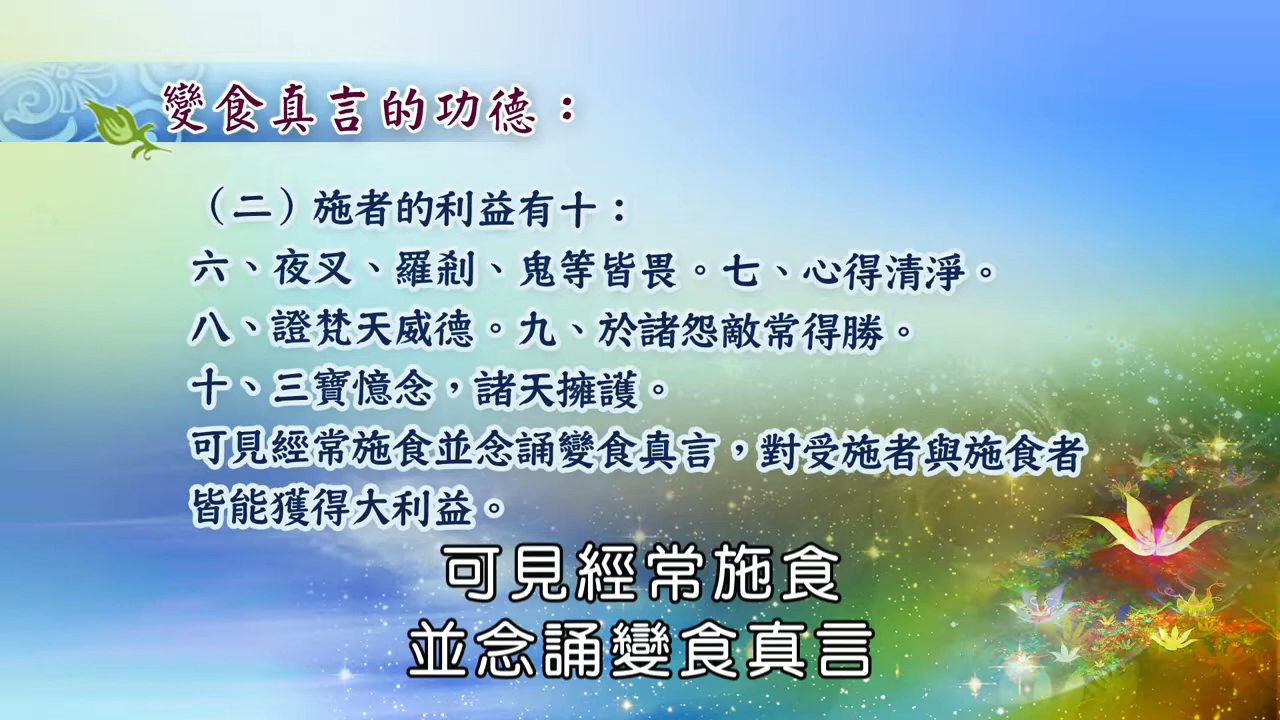 變食真言的功德：
（二）施者的利益有十：
六、夜叉、羅剎、鬼等皆畏。七、心得清淨。
八、證梵天威德。九、於諸怨敵常得勝。
十、三寶憶念，諸天擁護。
可見經常施食並念誦變食真言，對受施者與施食者
皆能獲得大利益。
可見經常施食
並念誦變食真言